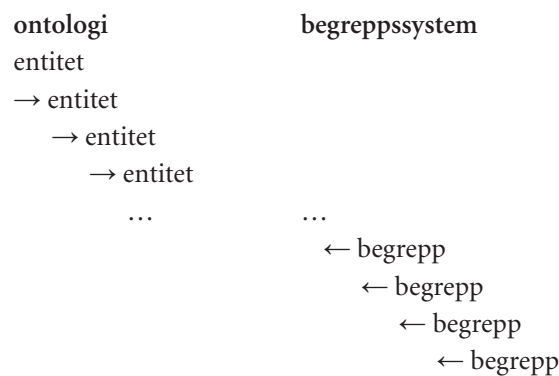 ontologi begreppssystem
entitet
→ entitet
→ entitet
→ entitet
… …
← begrepp
← begrepp
← begrepp
← begrepp